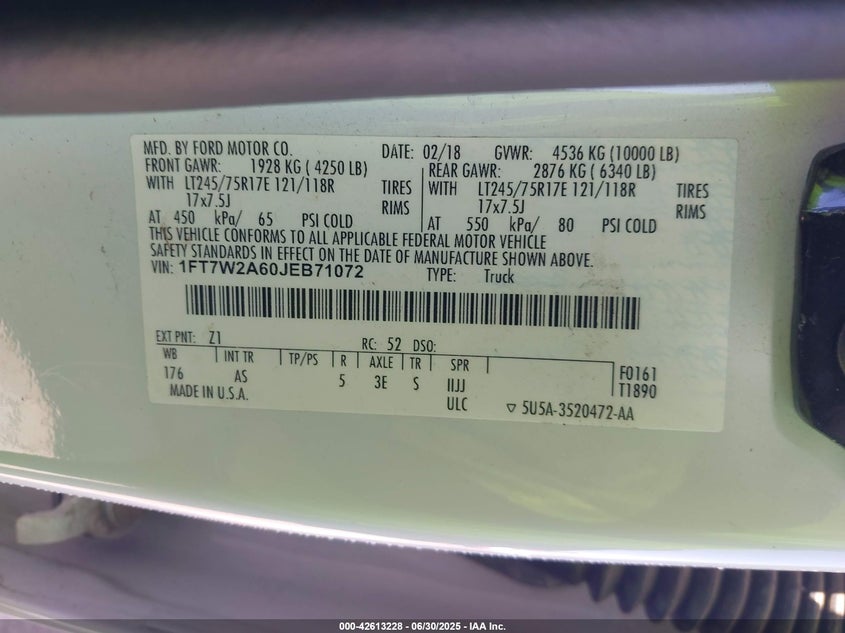 MFD. BY FORD MOTOR CO. DATE: 02/18 GVWR: 4536 KG (10000 LB)
FRONT GAWR: 1928 KG ( 4250 LB) REAR GAWR: 2876 KG ( 6340 LB)
WITH LT245/75R17E 121/118R TIRES WITH LT245/75R17E 121/118R TIRES
17x7.5J RIMS 17x7.5J RIMS
AT 450 kPa/ 65 PSI COLD AT 550 kPa/ 80 PSI COLD
THIS VEHICLE CONFORMS TO ALL APPLICABLE FEDERAL MOTOR VEHICLE
SAFETY STANDARDS IN EFFECT ON THE DATE OF MANUFACTURE SHOWN ABOVE.
VIN: 1FT7W2A60JEB71072 TYPE: Truck
EXT PNT: Z1 RC: 52 DSO:
WB INT TR TP/PS R AXLE TR SPR F0161
176 AS 5 3E S IIJJ T1890
MADE IN U.S.A. ULC ▽ 5U5A-3520472-AA
000-42613228 - 06/30/2025 - IAA Inc.